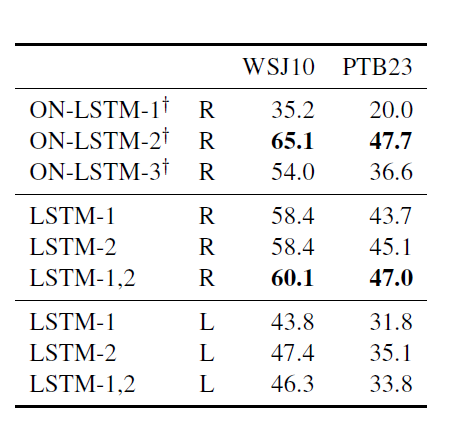 WSJ10 PTB23
ON-LSTM-1† R 35.2 20.0
ON-LSTM-2† R 65.1 47.7
ON-LSTM-3† R 54.0 36.6
LSTM-1 R 58.4 43.7
LSTM-2 R 58.4 45.1
LSTM-1,2 R 60.1 47.0
LSTM-1 L 43.8 31.8
LSTM-2 L 47.4 35.1
LSTM-1,2 L 46.3 33.8